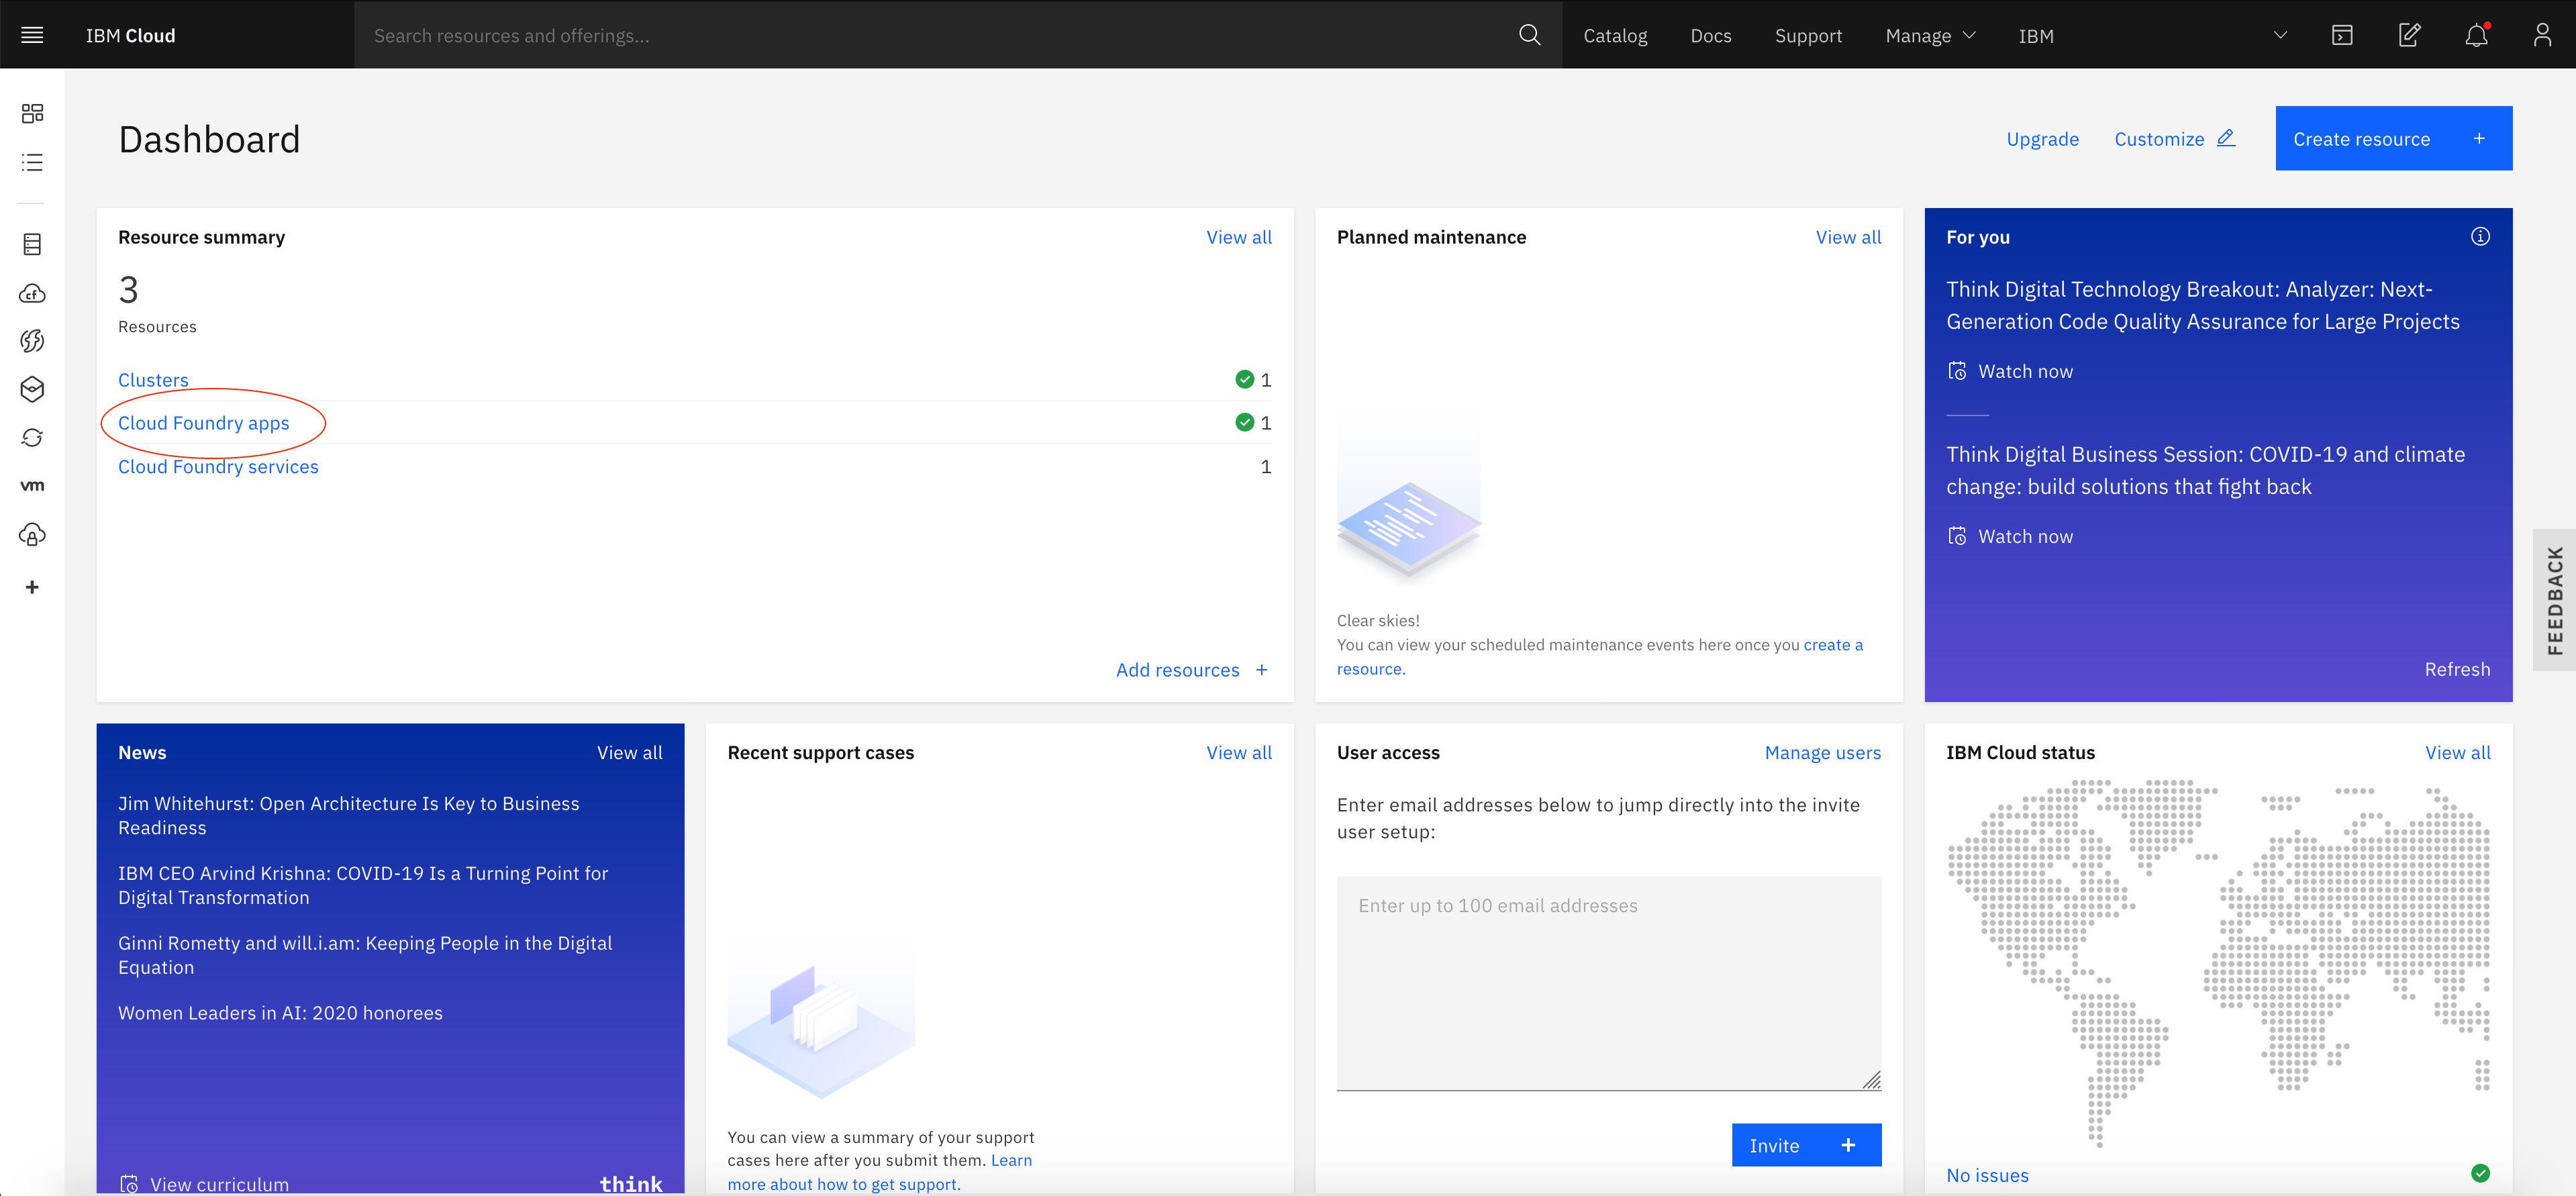 IBM Cloud
Search resources and offerings...
Catalog
Docs
Support
Manage
IBM
Dashboard
Upgrade
Customize
Create resource +
Resource summary
View all
3
Resources
Clusters
1
Cloud Foundry apps
1
Cloud Foundry services
1
Add resources +
Planned maintenance
View all
Clear skies!
You can view your scheduled maintenance events here once you create a
resource.
For you
Think Digital Technology Breakout: Analyzer: Next-
Generation Code Quality Assurance for Large Projects
Watch now
Think Digital Business Session: COVID-19 and climate
change: build solutions that fight back
Watch now
Refresh
FEEDBACK
cf
vm
+
News
View all
Jim Whitehurst: Open Architecture Is Key to Business
Readiness
IBM CEO Arvind Krishna: COVID-19 Is a Turning Point for
Digital Transformation
Ginni Rometty and will.i.am: Keeping People in the Digital
Equation
Women Leaders in AI: 2020 honorees
View curriculum
think
Recent support cases
View all
You can view a summary of your support
cases here after you submit them. Learn
more about how to get support.
User access
Manage users
Enter email addresses below to jump directly into the invite
user setup:
Enter up to 100 email addresses
Invite +
IBM Cloud status
View all
No issues